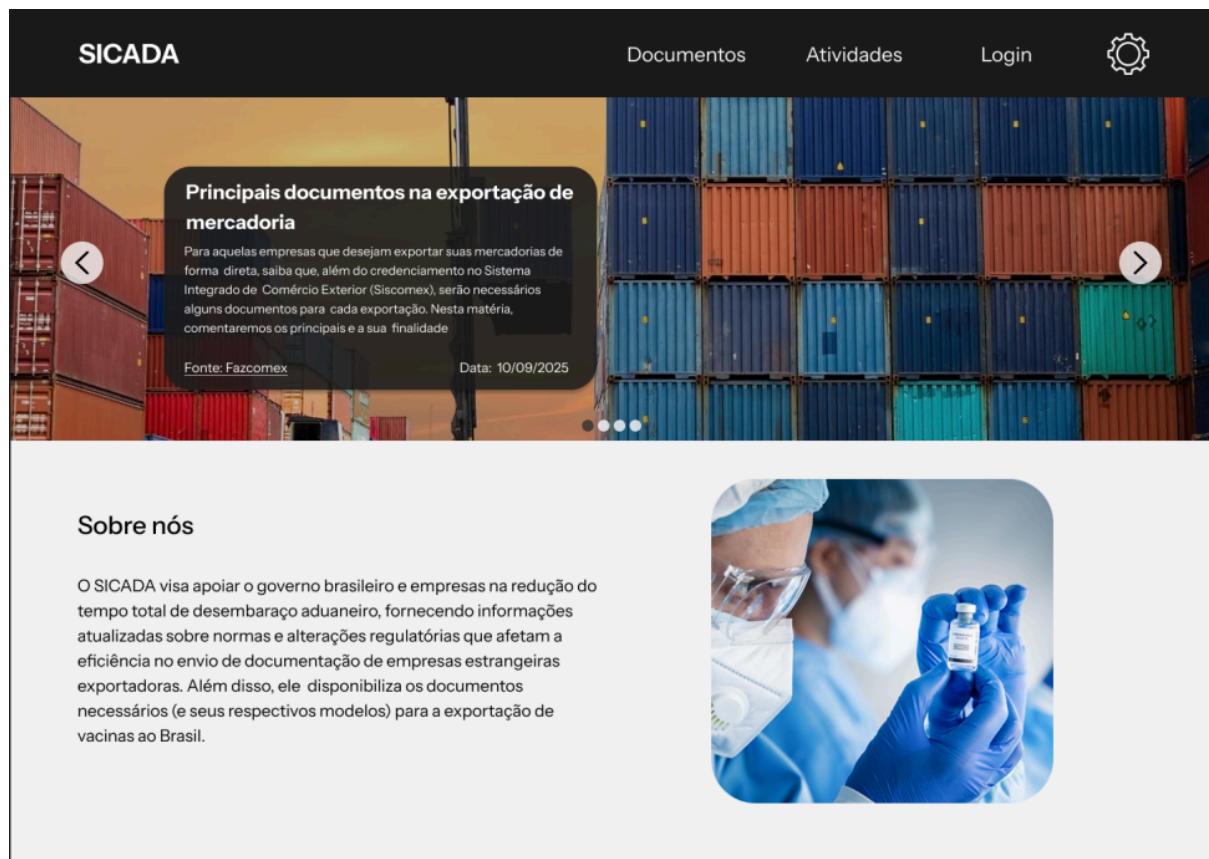 SICADA
Documentos
Atividades
Login
Principais documentos na exportação de
mercadoria
Para aquelas empresas que desejam exportar suas mercadorias de
forma direta, saiba que, além do credenciamento no Sistema
Integrado de Comércio Exterior (Siscomex), serão necessários
alguns documentos para cada exportação. Nesta matéria,
comentaremos os principais e a sua finalidade
Fonte: Fazcomex
Data: 10/09/2025
Sobre nós
O SICADA visa apoiar o governo brasileiro e empresas na redução do
tempo total de desembaraço aduaneiro, fornecendo informações
atualizadas sobre normas e alterações regulatórias que afetam a
eficiência no envio de documentação de empresas estrangeiras
exportadoras. Além disso, ele disponibiliza os documentos
necessários (e seus respectivos modelos) para a exportação de
vacinas ao Brasil.